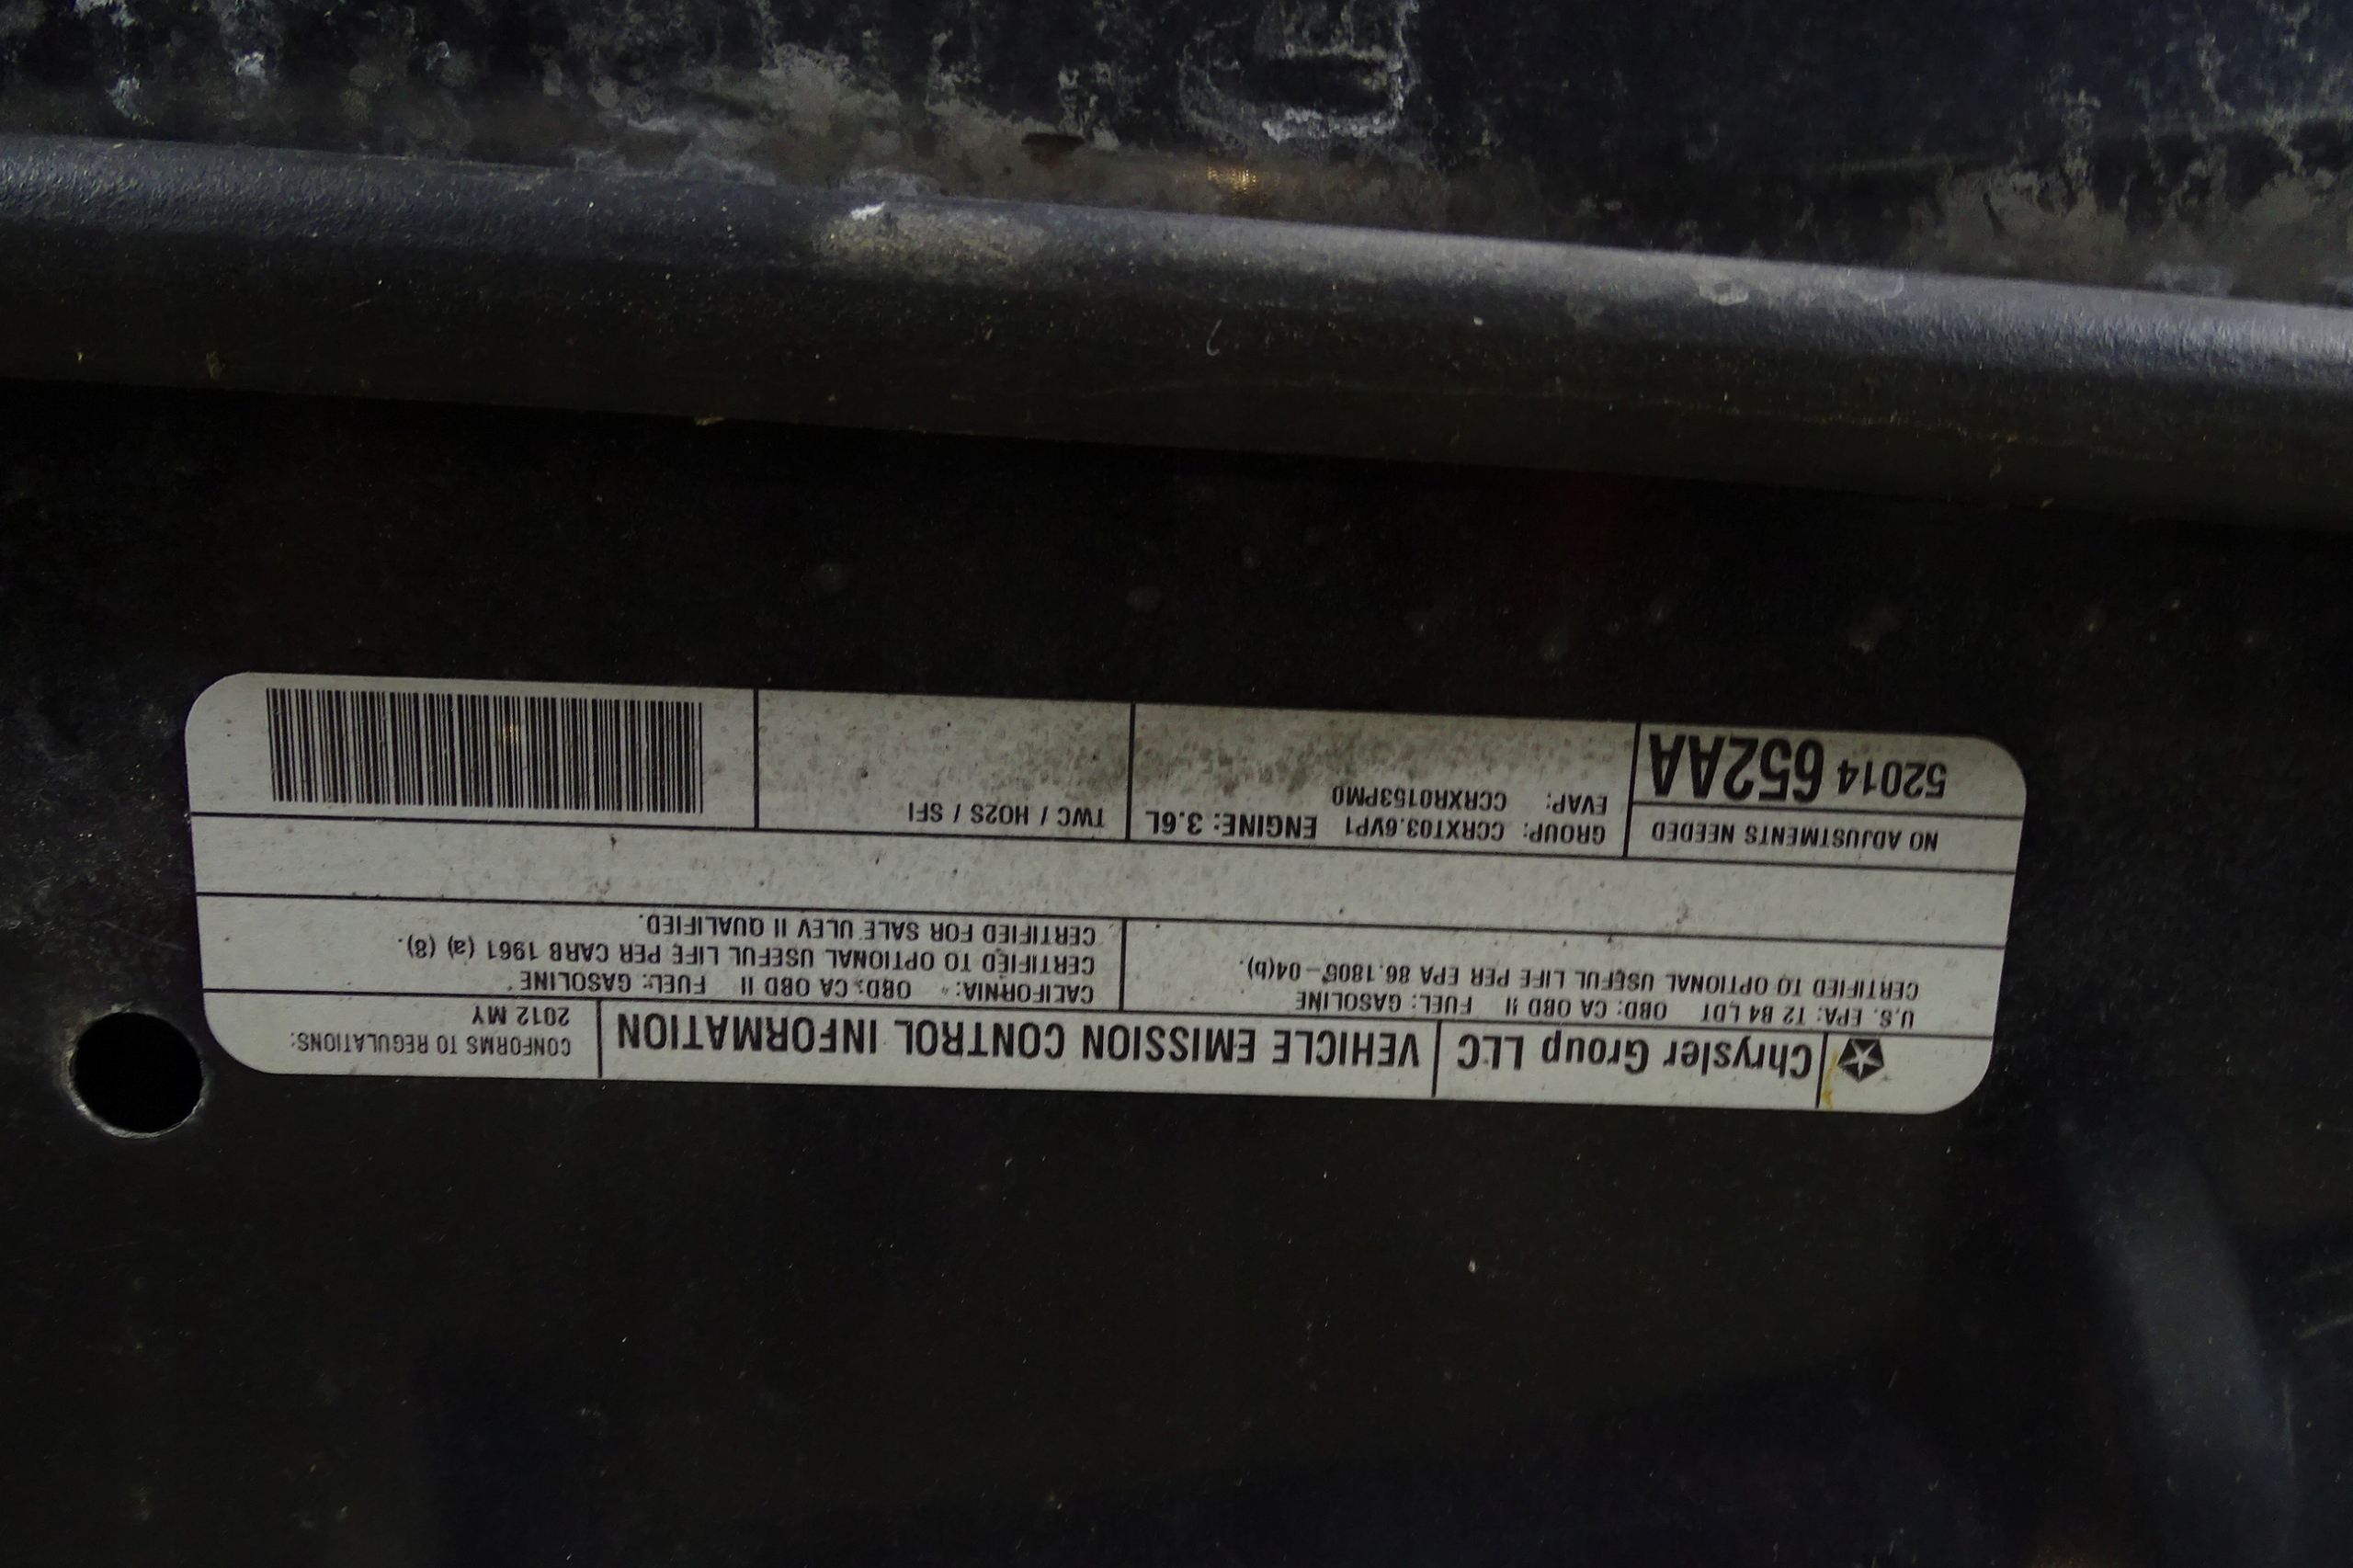 Chrysler Group LLC
VEHICLE EMISSION CONTROL INFORMATION
CONFORMS TO REGULATIONS:
2012 MY
U.S. EPA: T2 B4 LDT OBD: CA OBD II FUEL: GASOLINE
CERTIFIED TO OPTIONAL USEFUL LIFE PER EPA 86.1805-04(b).
CALIFORNIA: OBD: CA OBD II FUEL: GASOLINE
CERTIFIED TO OPTIONAL USEFUL LIFE PER CARB 1961 (a) (8).
CERTIFIED FOR SALE ULEV II QUALIFIED.
NO ADJUSTMENTS NEEDED
52014 652AA
GROUP: CCRXT03.6VP1 ENGINE: 3.6L
EVAP: CCRXR0153PM0
TWC / HO2S / SFI